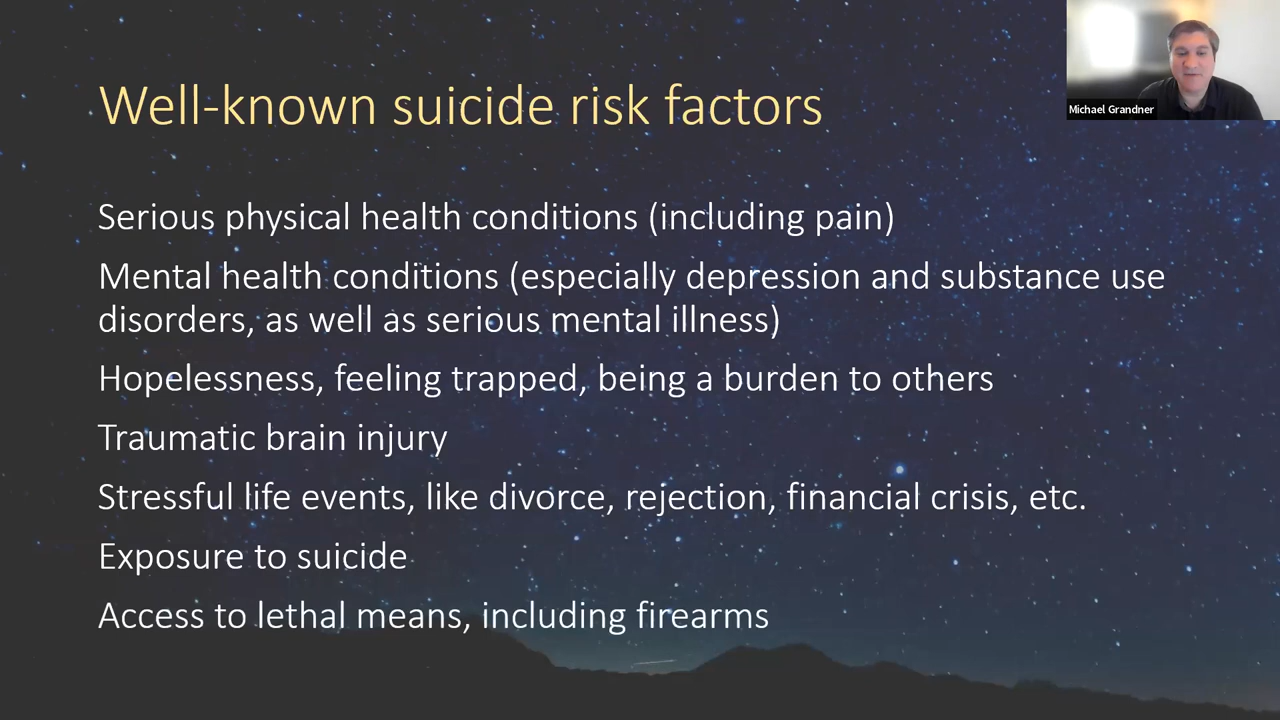 Well-known suicide risk factors
Michael Grandner
Serious physical health conditions (including pain)
Mental health conditions (especially depression and substance use
disorders, as well as serious mental illness)
Hopelessness, feeling trapped, being a burden to others
Traumatic brain injury
Stressful life events, like divorce, rejection, financial crisis, etc.
Exposure to suicide
Access to lethal means, including firearms